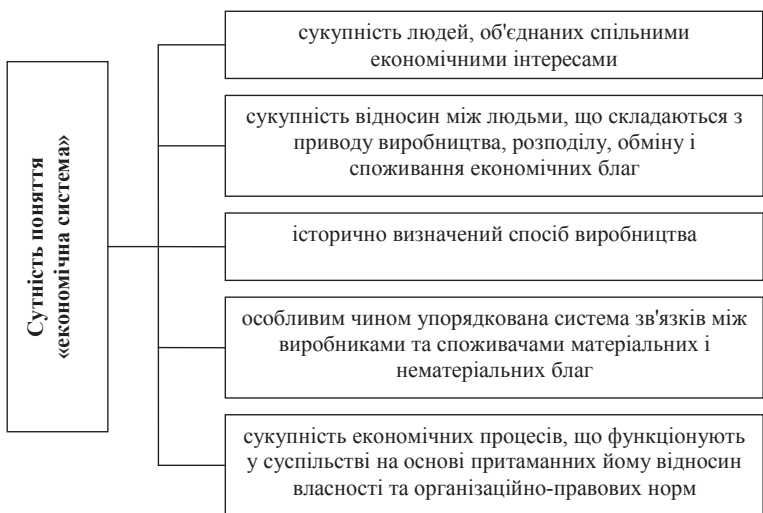 Сутність поняття
«економічна система»
сукупність людей, об'єднаних спільними
економічними інтересами
сукупність відносин між людьми, що складаються з
приводу виробництва, розподілу, обміну і
споживання економічних благ
історично визначений спосіб виробництва
особливим чином упорядкована система зв'язків між
виробниками та споживачами матеріальних і
нематеріальних благ
сукупність економічних процесів, що функціонують
у суспільстві на основі притаманних йому відносин
власності та організаційно-правових норм